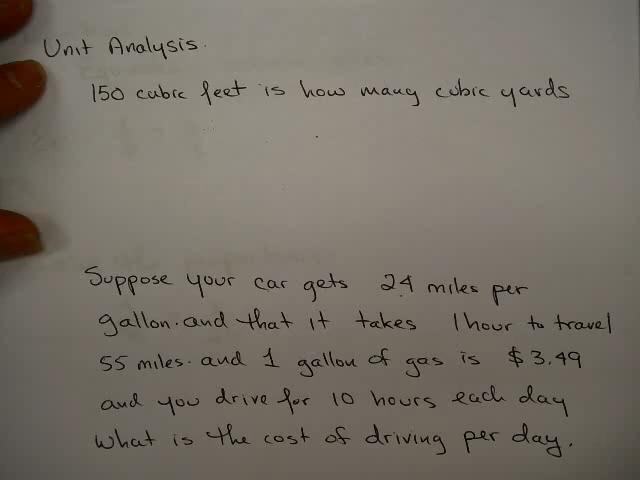 Unit Analysis.
150 cubic feet is how many cubic yards
Suppose your car gets 24 miles per
gallon. and that it takes 1 hour to travel
55 miles. and 1 gallon of gas is $3.49
and you drive for 10 hours each day
What is the cost of driving per day.